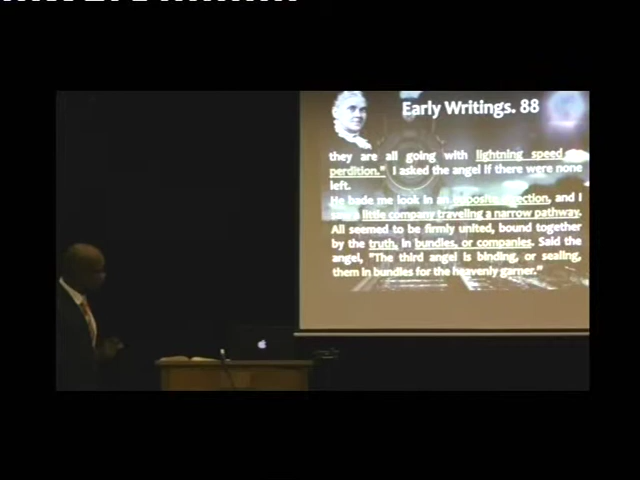 Early Writings. 88
they are all going with lightning speed
perdition." I asked the angel if there were none
left.
He bade me look in an opposite direction, and I
little company traveling a narrow pathway.
All seemed to be firmly united, bound together
by the truth, in bundles, or companies. Said the
angel, "The third angel is binding, or sealing,
them in bundles for the heavenly garner."